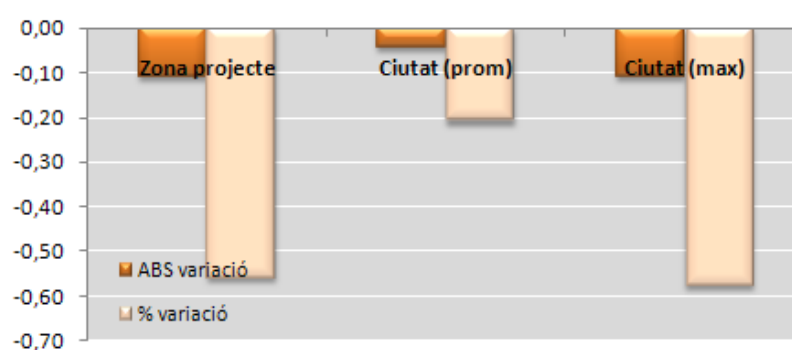 0,00
-0,10
-0,20
-0,30
-0,40
-0,50
-0,60
-0,70
Zona projecte
Ciutat (prom)
Ciutat (max)
ABS variació
% variació